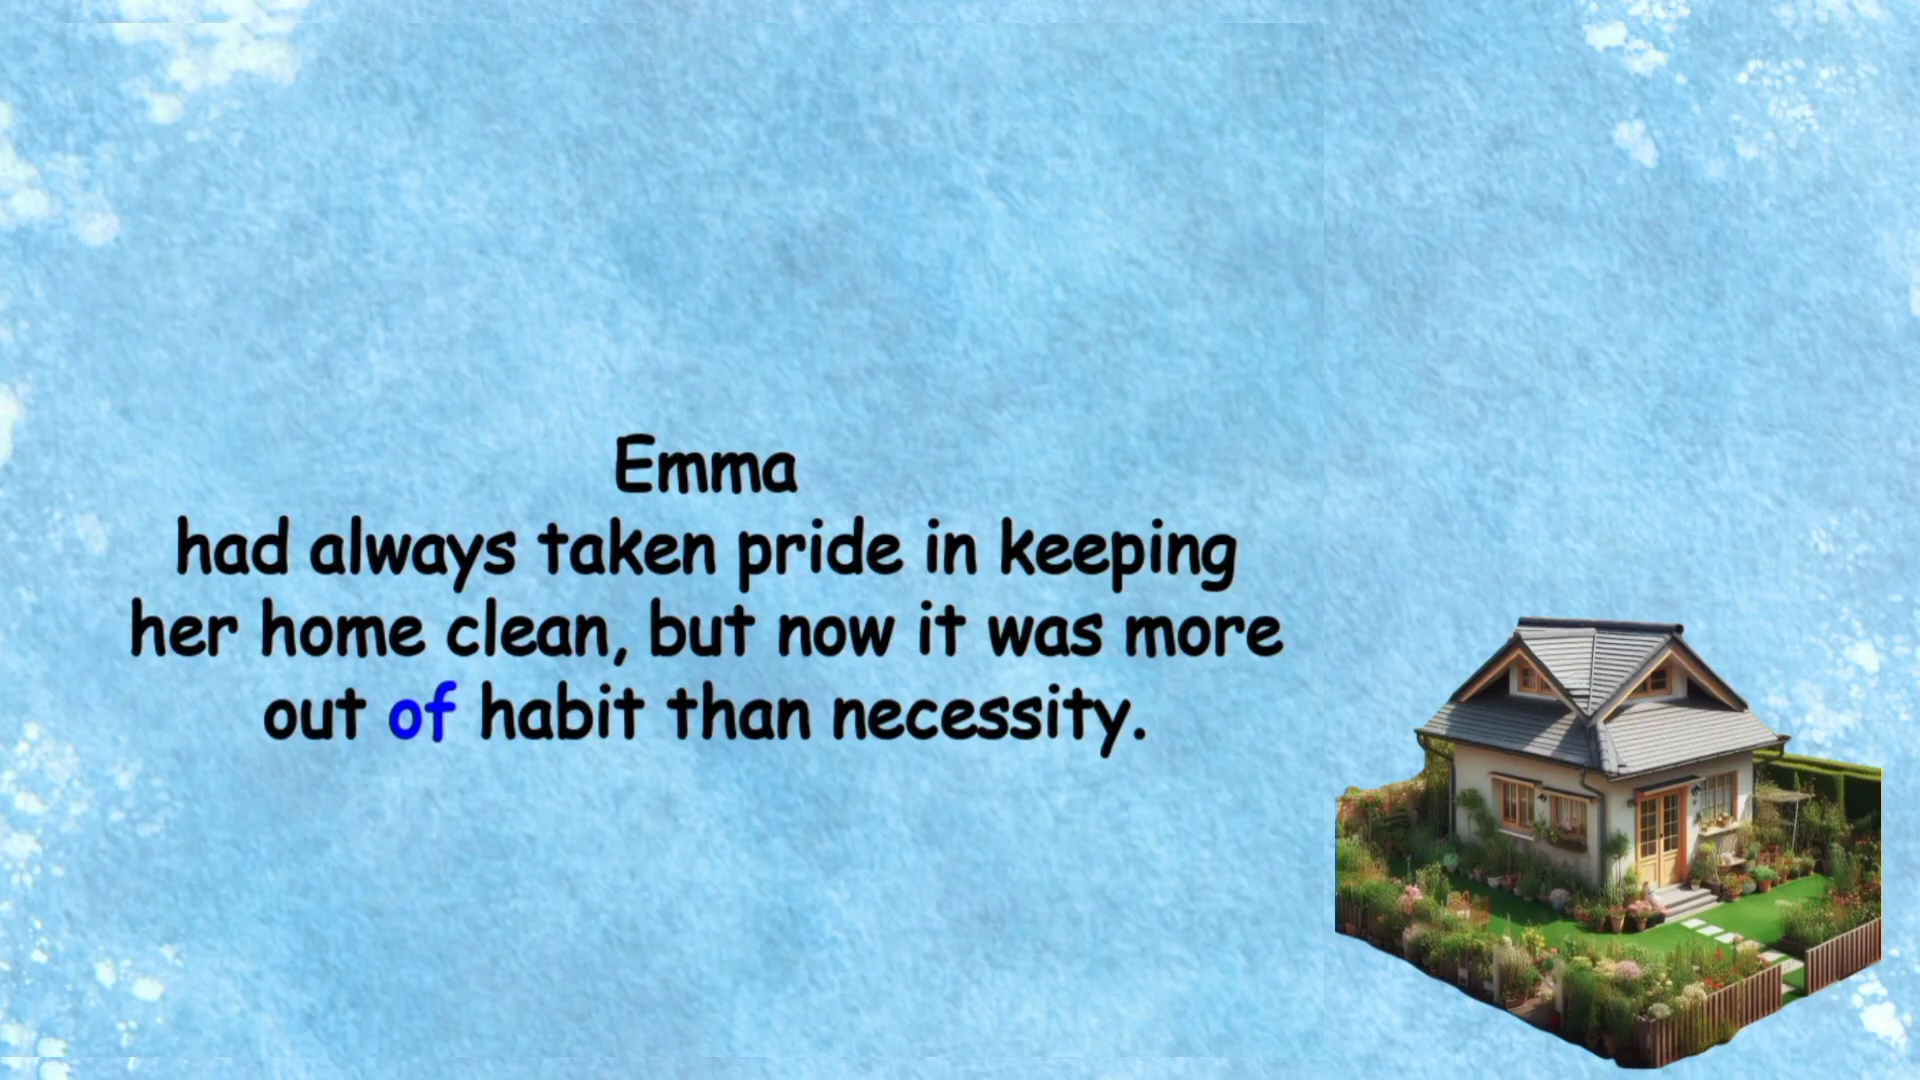 Emma
had always taken pride in keeping
her home clean, but now it was more
out of habit than necessity.